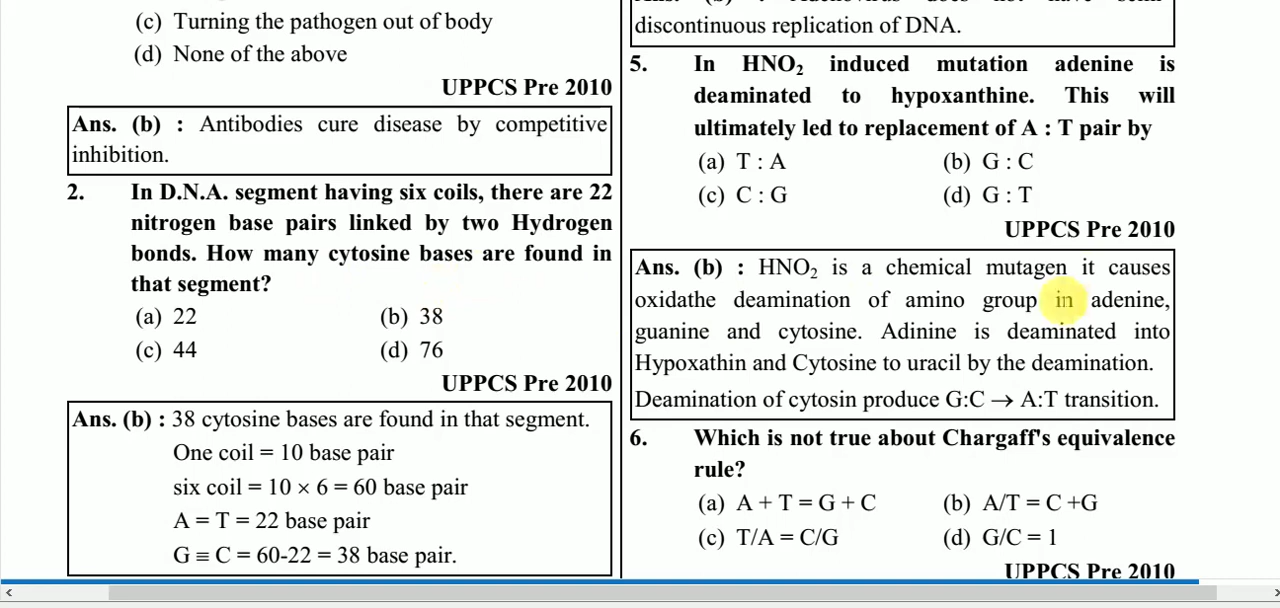 (c) Turning the pathogen out of body
(d) None of the above
UPPCS Pre 2010
Ans. (b) : Antibodies cure disease by competitive
inhibition.
2. In D.N.A. segment having six coils, there are 22
nitrogen base pairs linked by two Hydrogen
bonds. How many cytosine bases are found in
that segment?
(a) 22 (b) 38
(c) 44 (d) 76
UPPCS Pre 2010
Ans. (b) : 38 cytosine bases are found in that segment.
One coil = 10 base pair
six coil = 10 × 6 = 60 base pair
A = T = 22 base pair
G ≡ C = 60-22 = 38 base pair.
discontinuous replication of DNA.
5. In HNO₂ induced mutation adenine is
deaminated to hypoxanthine. This will
ultimately led to replacement of A : T pair by
(a) T : A (b) G : C
(c) C : G (d) G : T
UPPCS Pre 2010
Ans. (b) : HNO₂ is a chemical mutagen it causes
oxidathe deamination of amino group in adenine,
guanine and cytosine. Adinine is deaminated into
Hypoxathin and Cytosine to uracil by the deamination.
Deamination of cytosin produce G:C → A:T transition.
6. Which is not true about Chargaff's equivalence
rule?
(a) A + T = G + C (b) A/T = C +G
(c) T/A = C/G (d) G/C = 1
UPPCS Pre 2010